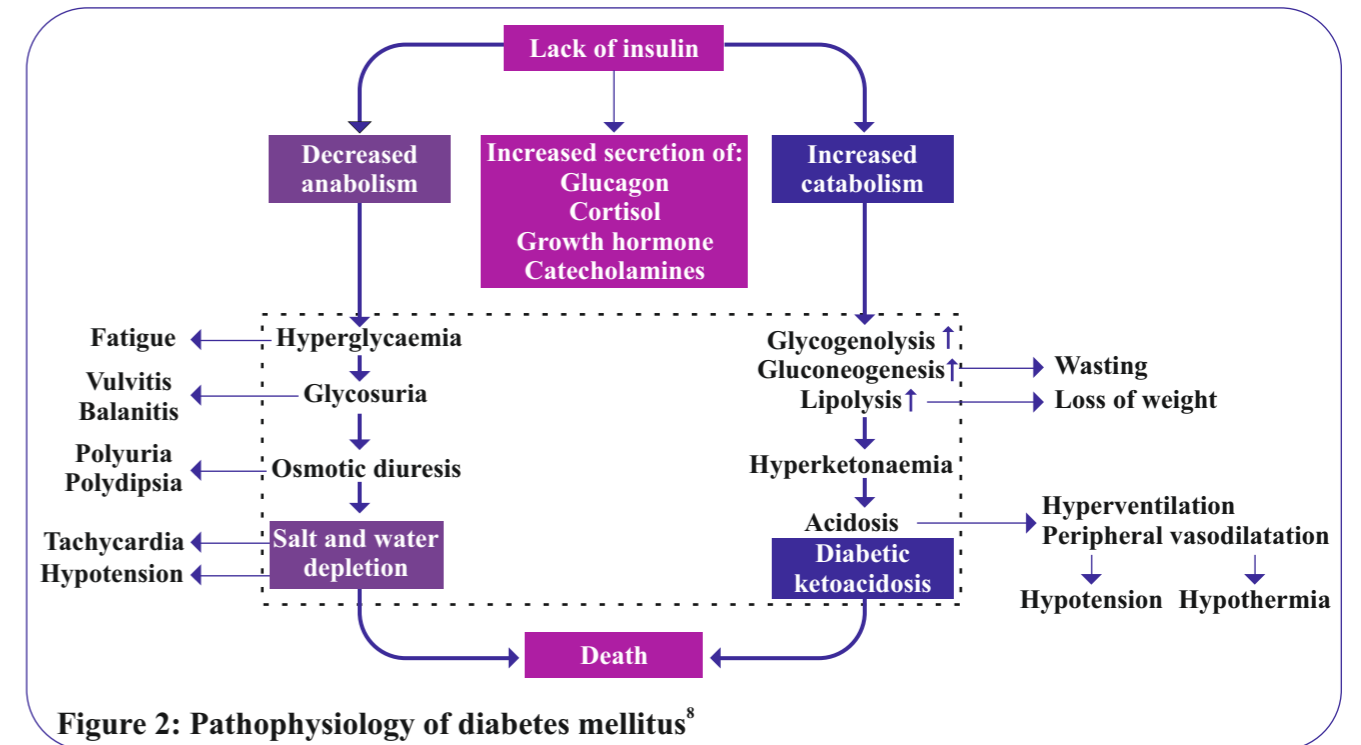 Lack of insulin
Decreased
anabolism
Increased secretion of:
Glucagon
Cortisol
Growth hormone
Catecholamines
Increased
catabolism
Fatigue
Hyperglycaemia
Vulvitis
Balanitis
Glycosuria
Polyuria
Polydipsia
Osmotic diuresis
Tachycardia
Hypotension
Salt and water
depletion
Glycogenolysis ↑
Gluconeogenesis ↑
Wasting
Lipolysis ↑
Loss of weight
Hyperketonaemia
Acidosis
Hyperventilation
Peripheral vasodilatation
Diabetic
ketoacidosis
Hypotension
Hypothermia
Death
Figure 2: Pathophysiology of diabetes mellitus⁸